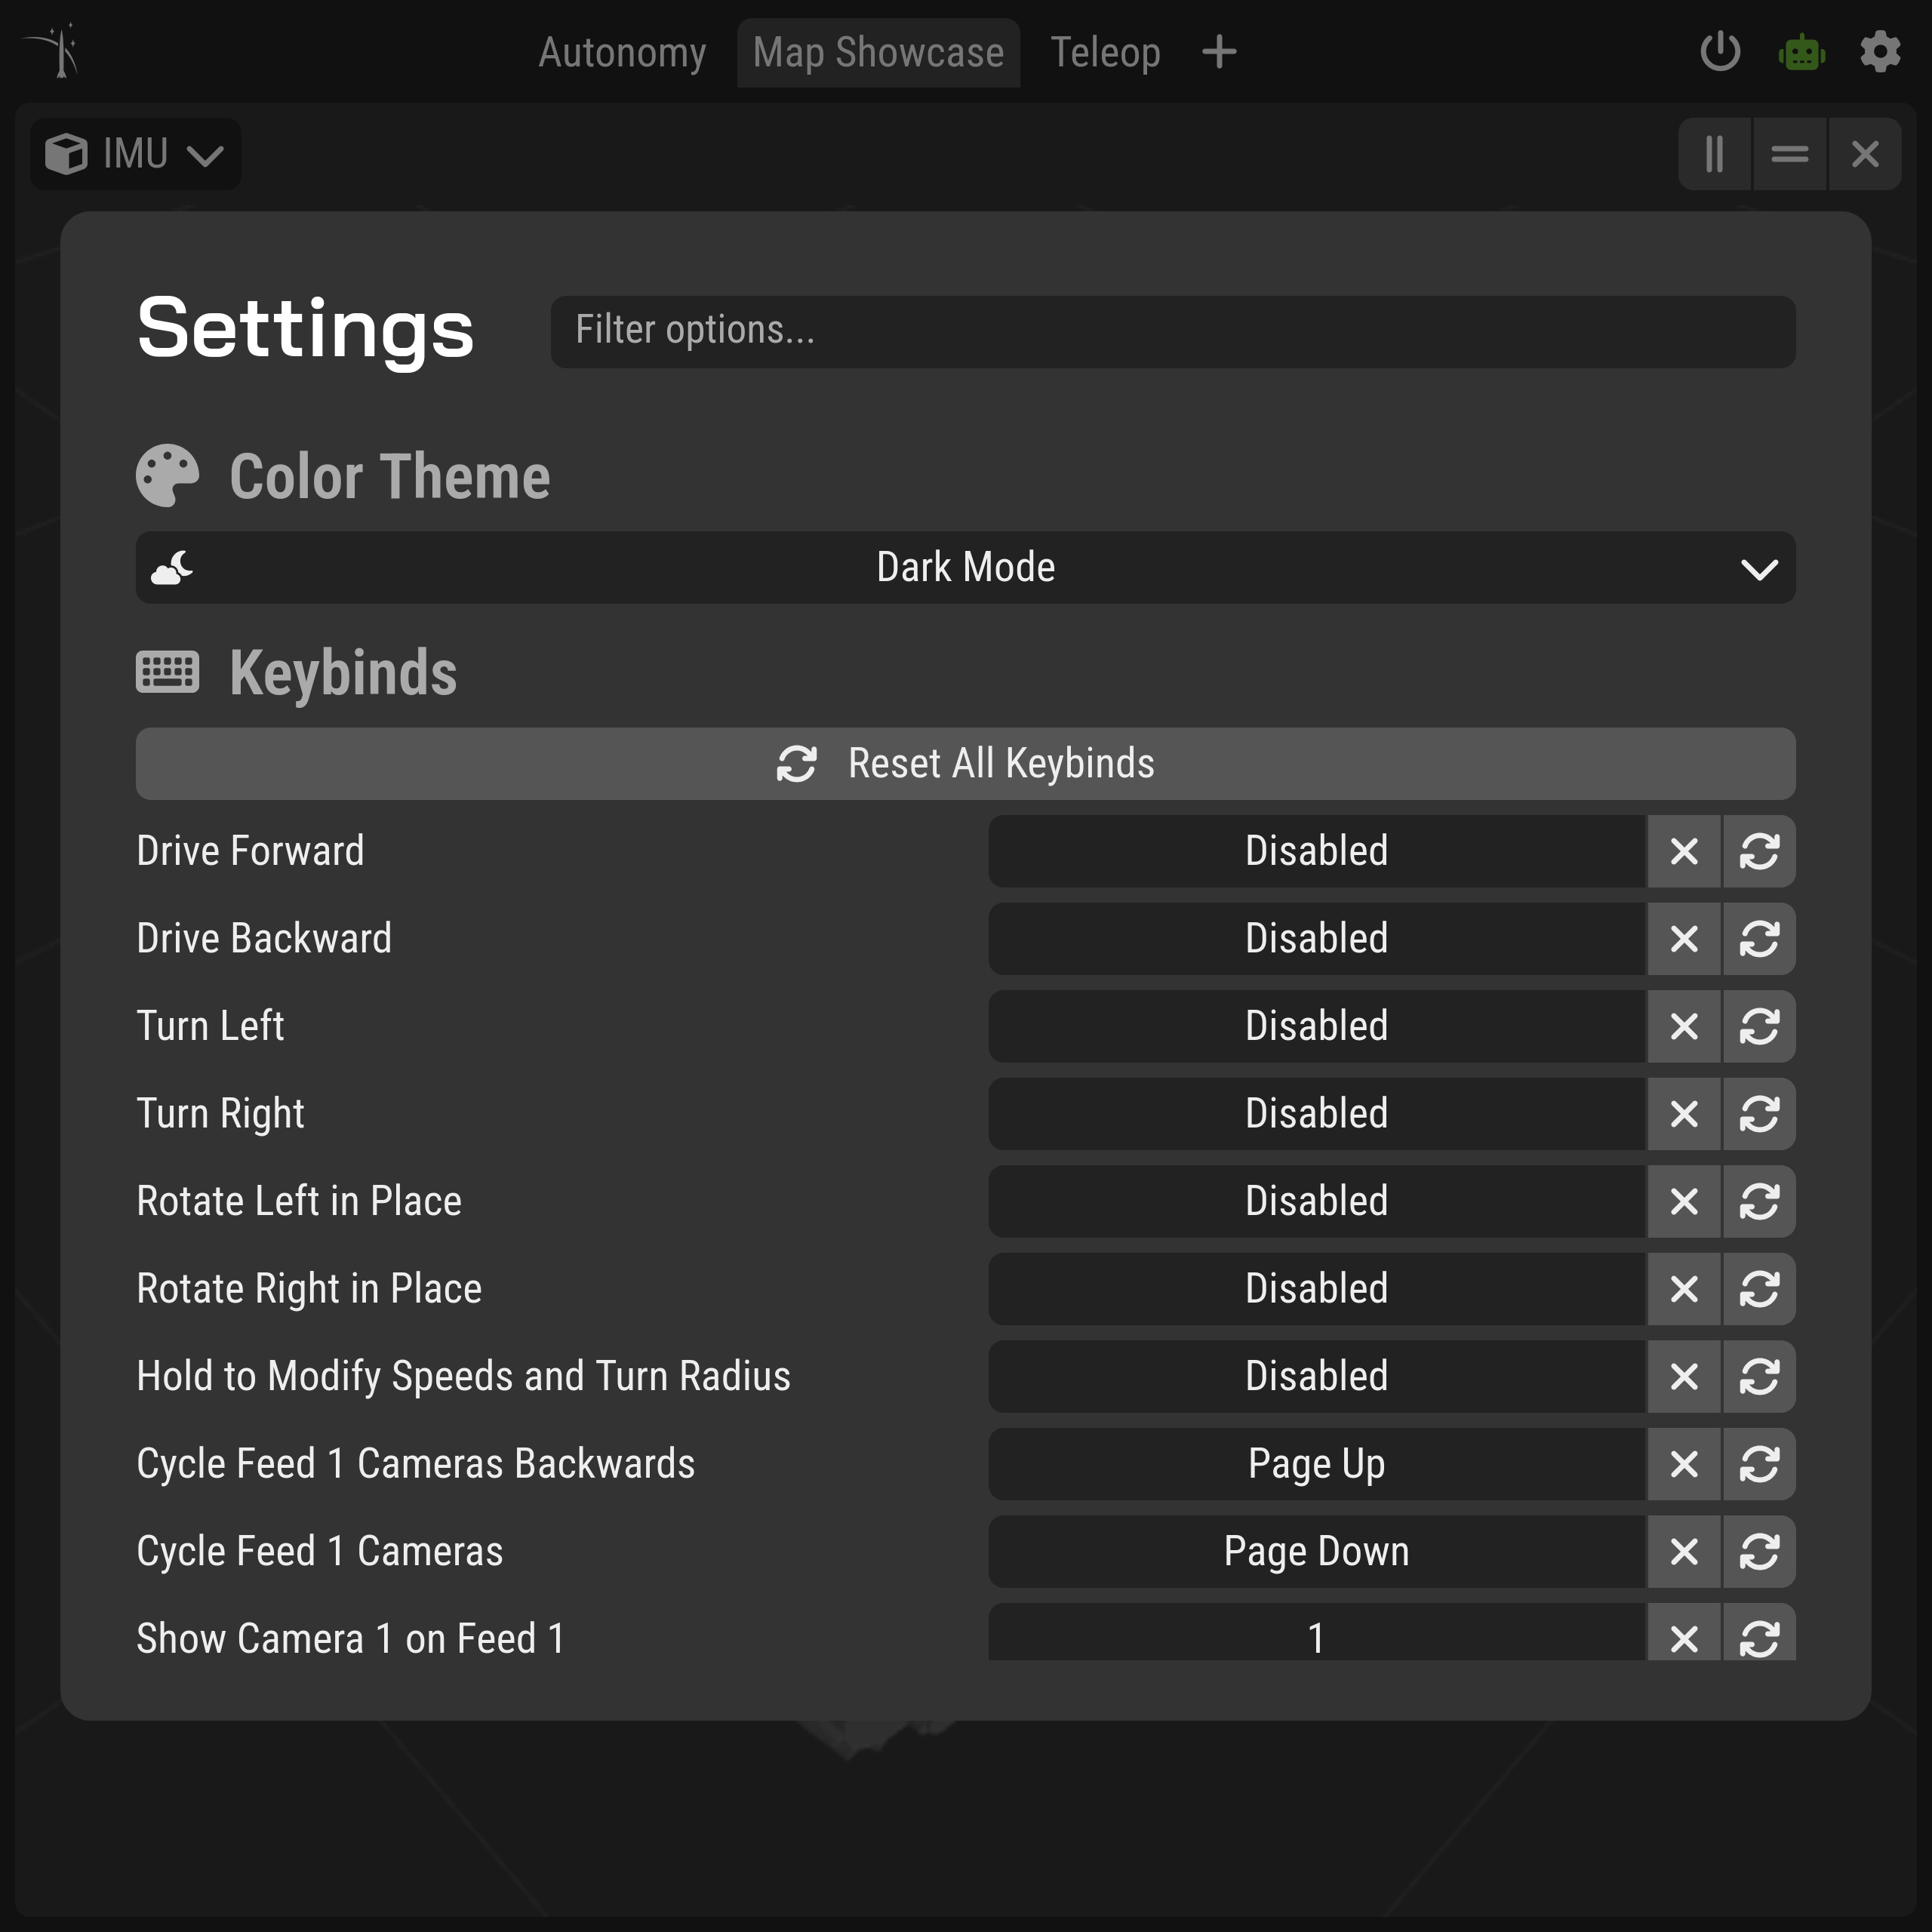 Autonomy Map Showcase Teleop
IMU
Settings
Filter options...
Color Theme
Dark Mode
Keybinds
Reset All Keybinds
Drive Forward Disabled
Drive Backward Disabled
Turn Left Disabled
Turn Right Disabled
Rotate Left in Place Disabled
Rotate Right in Place Disabled
Hold to Modify Speeds and Turn Radius Disabled
Cycle Feed 1 Cameras Backwards Page Up
Cycle Feed 1 Cameras Page Down
Show Camera 1 on Feed 1 1